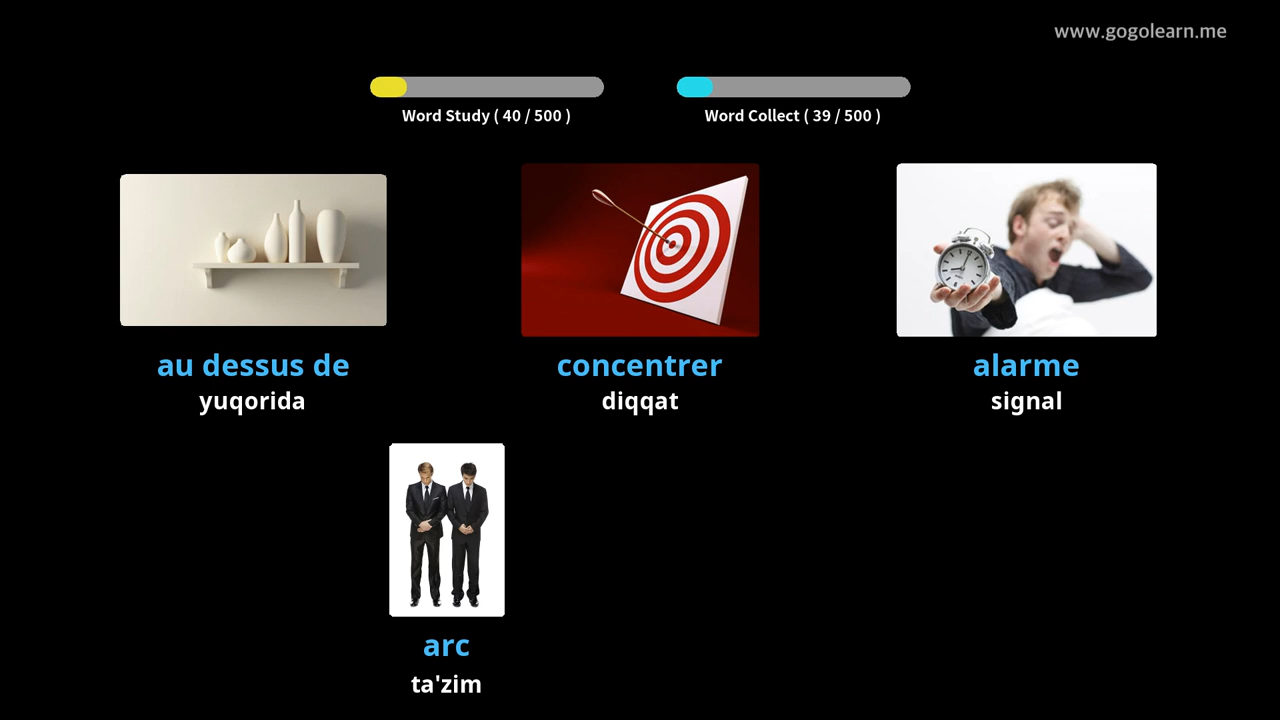 www.gogolearn.me
Word Study ( 40 / 500 )
Word Collect ( 39 / 500 )
au dessus de
yuqorida
concentrer
diqqat
alarme
signal
arc
ta'zim